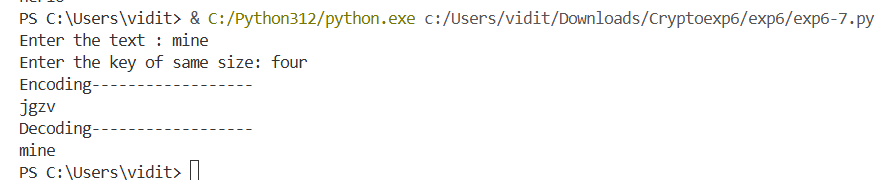 PS C:\Users\vidit> & C:/Python312/python.exe c:/Users/vidit/Downloads/Cryptoexp6/exp6/exp6-7.py
Enter the text : mine
Enter the key of same size: four
Encoding------------------
jgzv
Decoding------------------
mine
PS C:\Users\vidit>